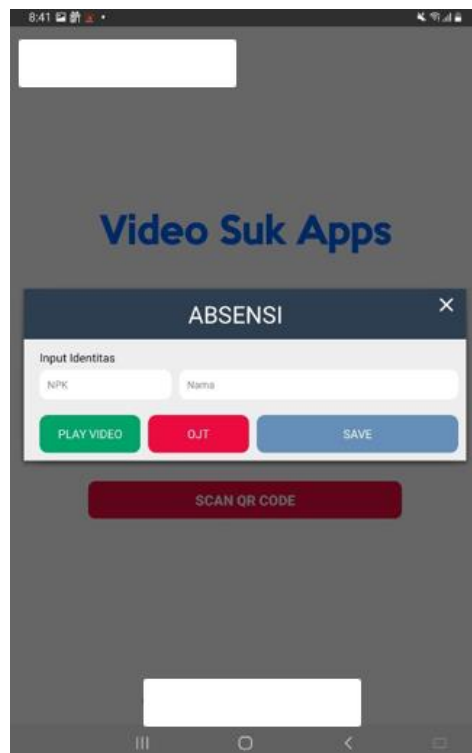 8:41
Video Suk Apps
ABSENSI
Input Identitas
NPK Nama
PLAY VIDEO OJT SAVE
SCAN QR CODE